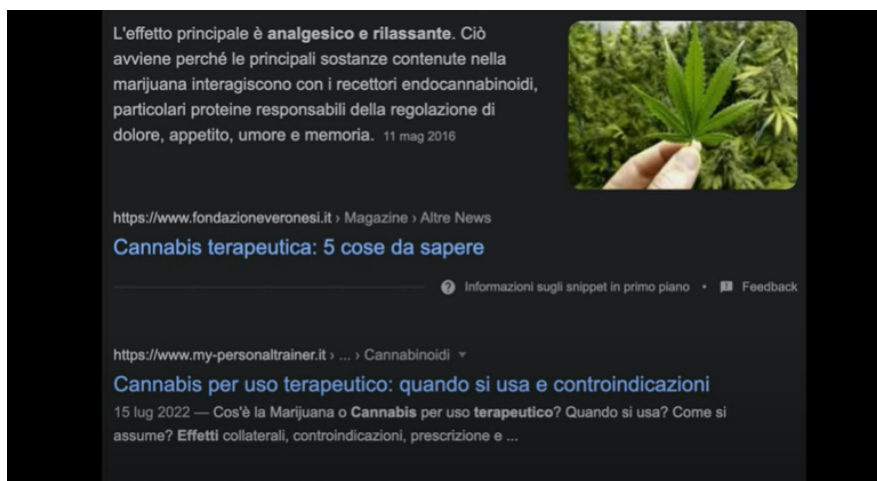 L'effetto principale è analgesico e rilassante. Ciò
avviene perché le principali sostanze contenute nella
marijuana interagiscono con i recettori endocannabinoidi,
particolari proteine responsabili della regolazione di
dolore, appetito, umore e memoria. 11 mag 2016
https://www.fondazioneveronesi.it › Magazine › Altre News
Cannabis terapeutica: 5 cose da sapere
Informazioni sugli snippet in primo piano • Feedback
https://www.my-personaltrainer.it › ... › Cannabinoidi
Cannabis per uso terapeutico: quando si usa e controindicazioni
15 lug 2022 — Cos'è la Marijuana o Cannabis per uso terapeutico? Quando si usa? Come si
assume? Effetti collaterali, controindicazioni, prescrizione e ...